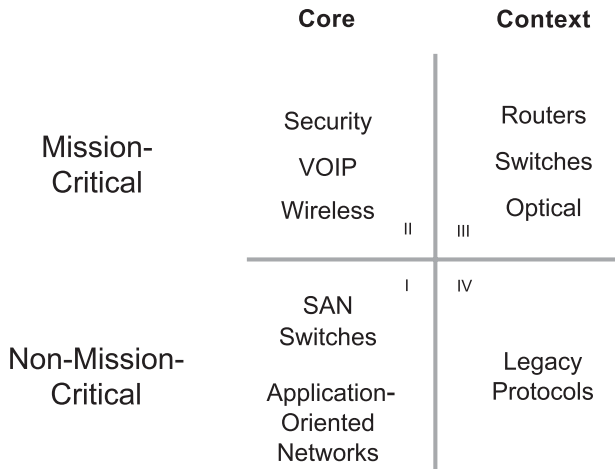 Core
Context
Mission-
Critical
Security
VOIP
Wireless
II
III
Routers
Switches
Optical
Non-Mission-
Critical
I
SAN
Switches
Application-
Oriented
Networks
IV
Legacy
Protocols